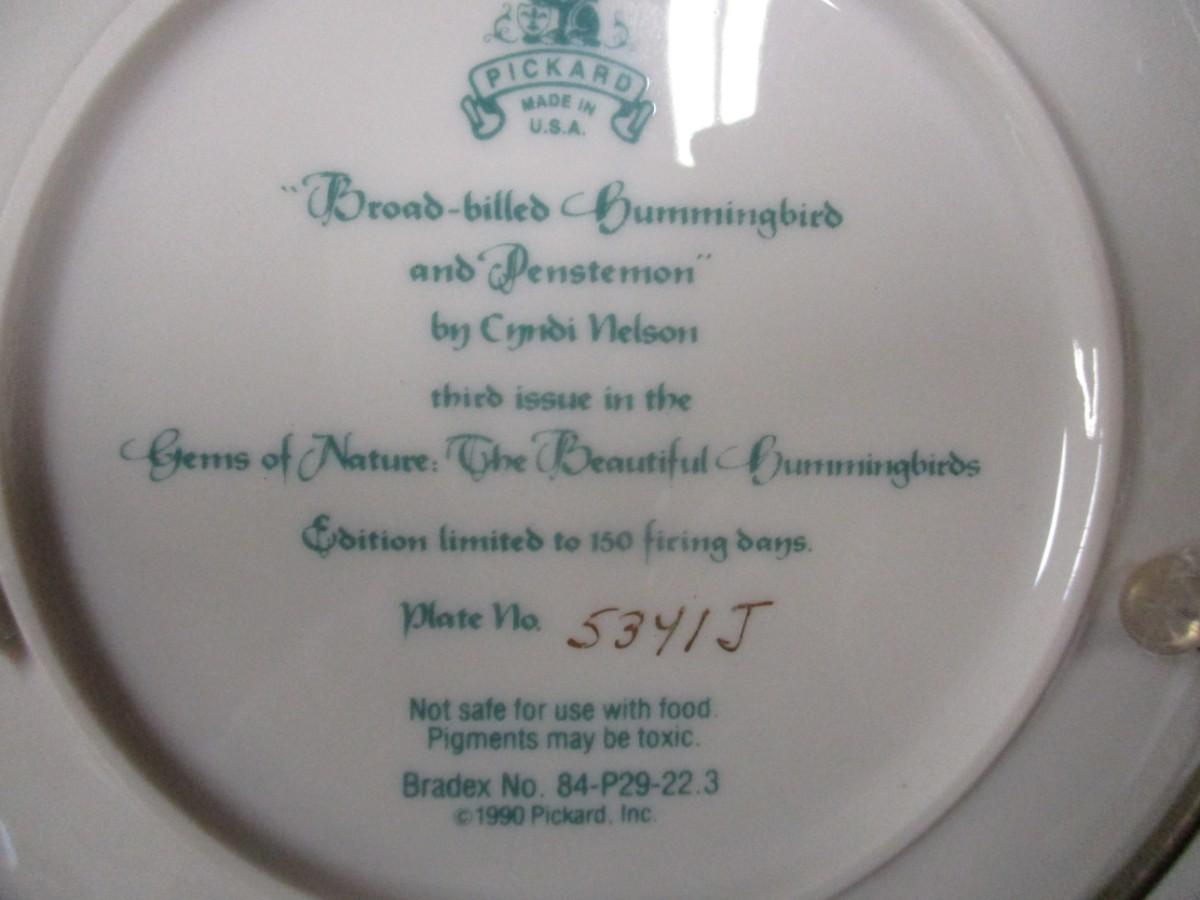 PICKARD
MADE IN
U.S.A.
"Broad-billed Hummingbird
and Penstemon"
by Cyndi Nelson
third issue in the
Gems of Nature: The Beautiful Hummingbirds
Edition limited to 150 firing days.
Plate No. 5341J
Not safe for use with food.
Pigments may be toxic.
Bradex No. 84-P29-22.3
©1990 Pickard, Inc.